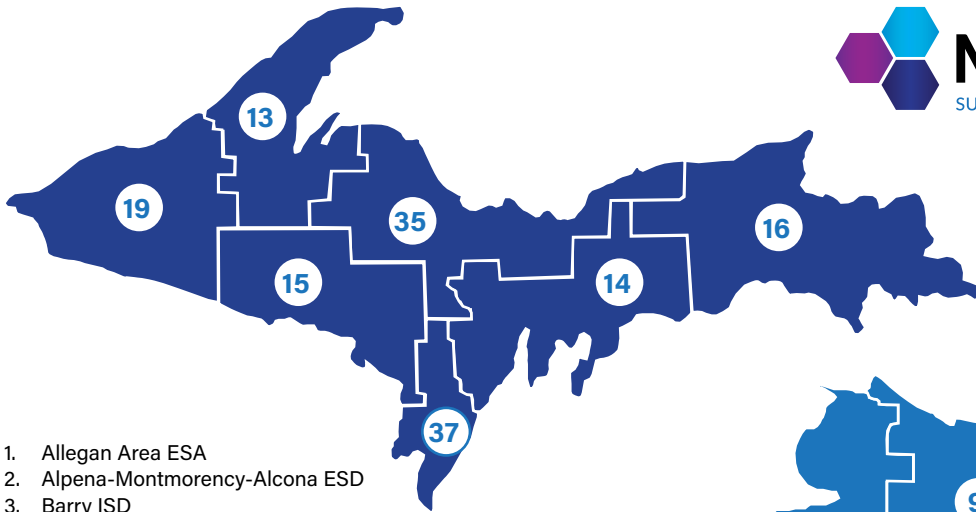 13
19
35
16
15
14
37
1. Allegan Area ESA
2. Alpena-Montmorency-Alcona ESD
3. Barry ISD